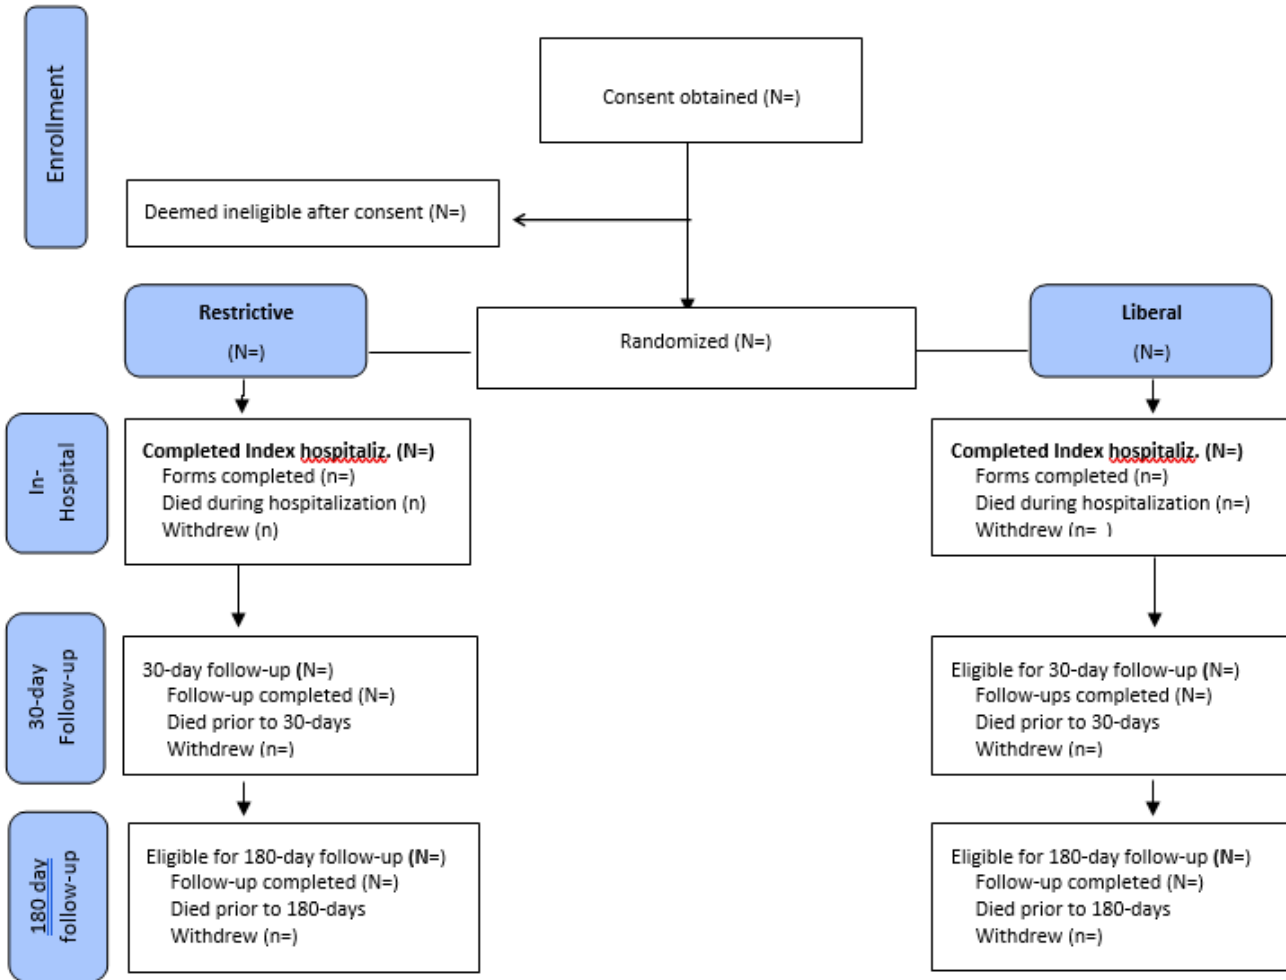 Enrollment
Consent obtained (N=)
Deemed ineligible after consent (N=)
Restrictive
(N=)
Randomized (N=)
Liberal
(N=)
In-
Hospital
Completed Index hospitaliz. (N=)
Forms completed (n=)
Died during hospitalization (n)
Withdrew (n)
Completed Index hospitaliz. (N=)
Forms completed (n=)
Died during hospitalization (n=)
Withdrew (n= )
30-day
Follow-up
30-day follow-up (N=)
Follow-up completed (N=)
Died prior to 30-days
Withdrew (n=)
Eligible for 30-day follow-up (N=)
Follow-ups completed (N=)
Died prior to 30-days
Withdrew (n=)
180 day
follow-up
Eligible for 180-day follow-up (N=)
Follow-up completed (N=)
Died prior to 180-days
Withdrew (n=)
Eligible for 180-day follow-up (N=)
Follow-up completed (N=)
Died prior to 180-days
Withdrew (n=)